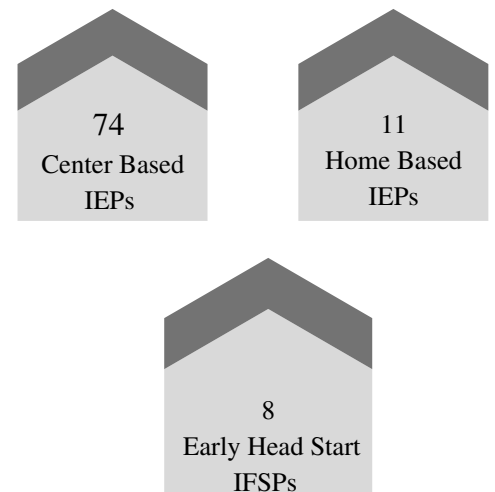 74
Center Based
IEPs
11
Home Based
IEPs
8
Early Head Start
IFSPs